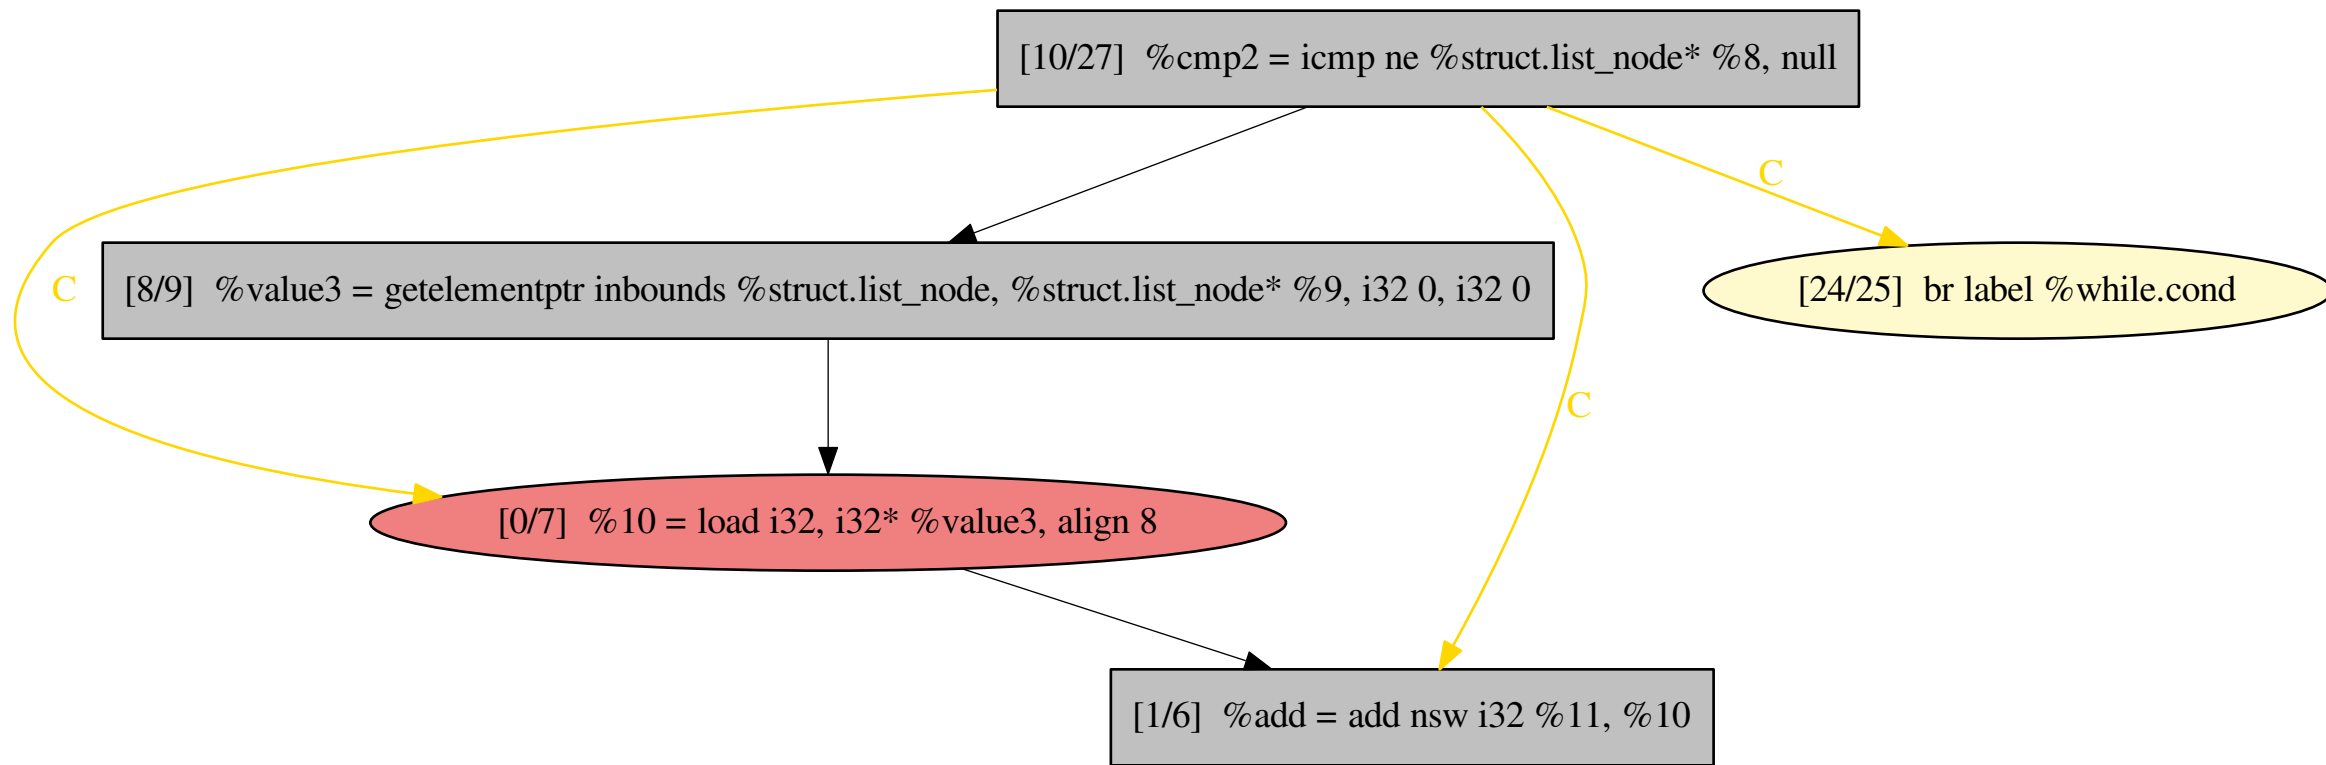 [10/27]  %cmp2 = icmp ne %struct.list_node* %8, null
C
[8/9]  %value3 = getelementptr inbounds %struct.list_node, %struct.list_node* %9, i32 0, i32 0
C
[24/25]  br label %while.cond
C
[0/7]  %10 = load i32, i32* %value3, align 8
[1/6]  %add = add nsw i32 %11, %10